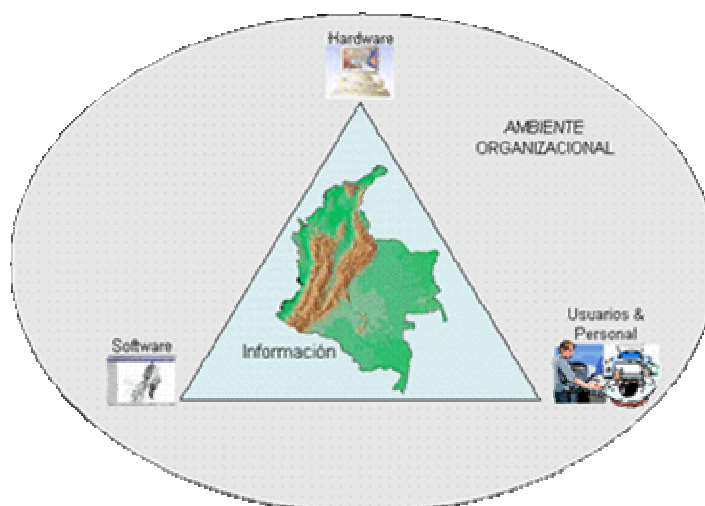 Hardware
AMBIENTE
ORGANIZACIONAL
Usuarios &
Personal
Software
Información